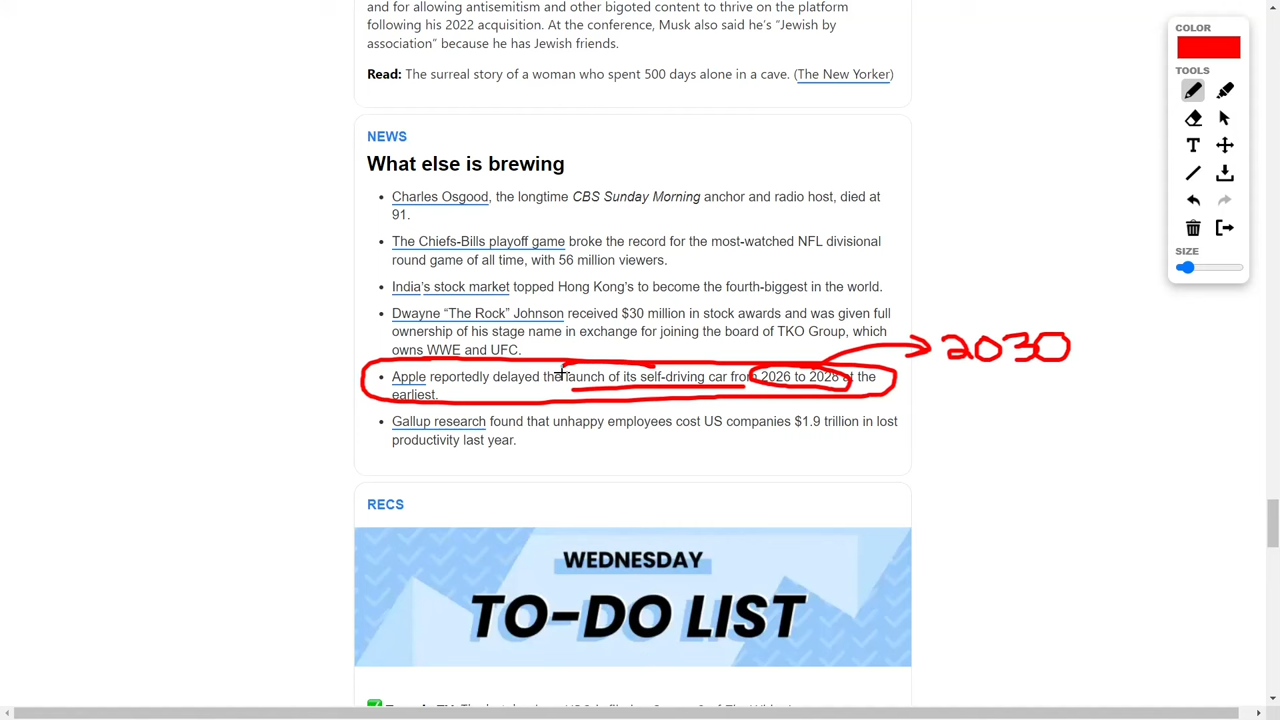 and for allowing antisemitism and other bigoted content to thrive on the platform
following his 2022 acquisition. At the conference, Musk also said he's “Jewish by
association” because he has Jewish friends.
Read: The surreal story of a woman who spent 500 days alone in a cave. (The New Yorker)
NEWS
What else is brewing
• Charles Osgood, the longtime CBS Sunday Morning anchor and radio host, died at
91.
• The Chiefs-Bills playoff game broke the record for the most-watched NFL divisional
round game of all time, with 56 million viewers.
• India's stock market topped Hong Kong's to become the fourth-biggest in the world.
• Dwayne “The Rock” Johnson received $30 million in stock awards and was given full
ownership of his stage name in exchange for joining the board of TKO Group, which
owns WWE and UFC.
• Apple reportedly delayed the launch of its self-driving car from 2026 to 2028 at the
earliest.
2030
• Gallup research found that unhappy employees cost US companies $1.9 trillion in lost
productivity last year.
RECS
WEDNESDAY
TO-DO LIST
COLOR
TOOLS
T
SIZE